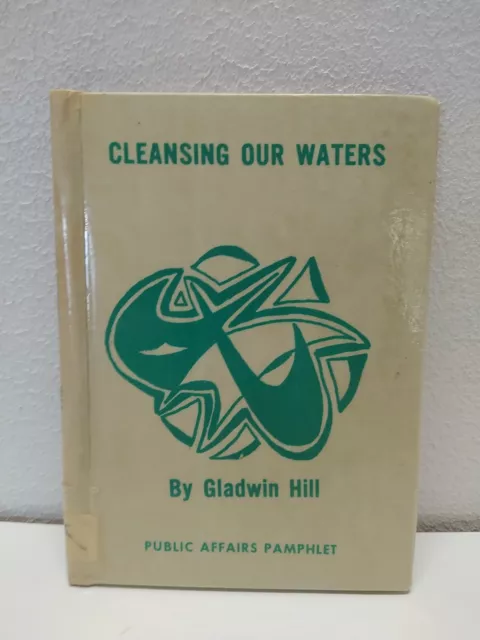 CLEANSING OUR WATERS
By Gladwin Hill
PUBLIC AFFAIRS PAMPHLET